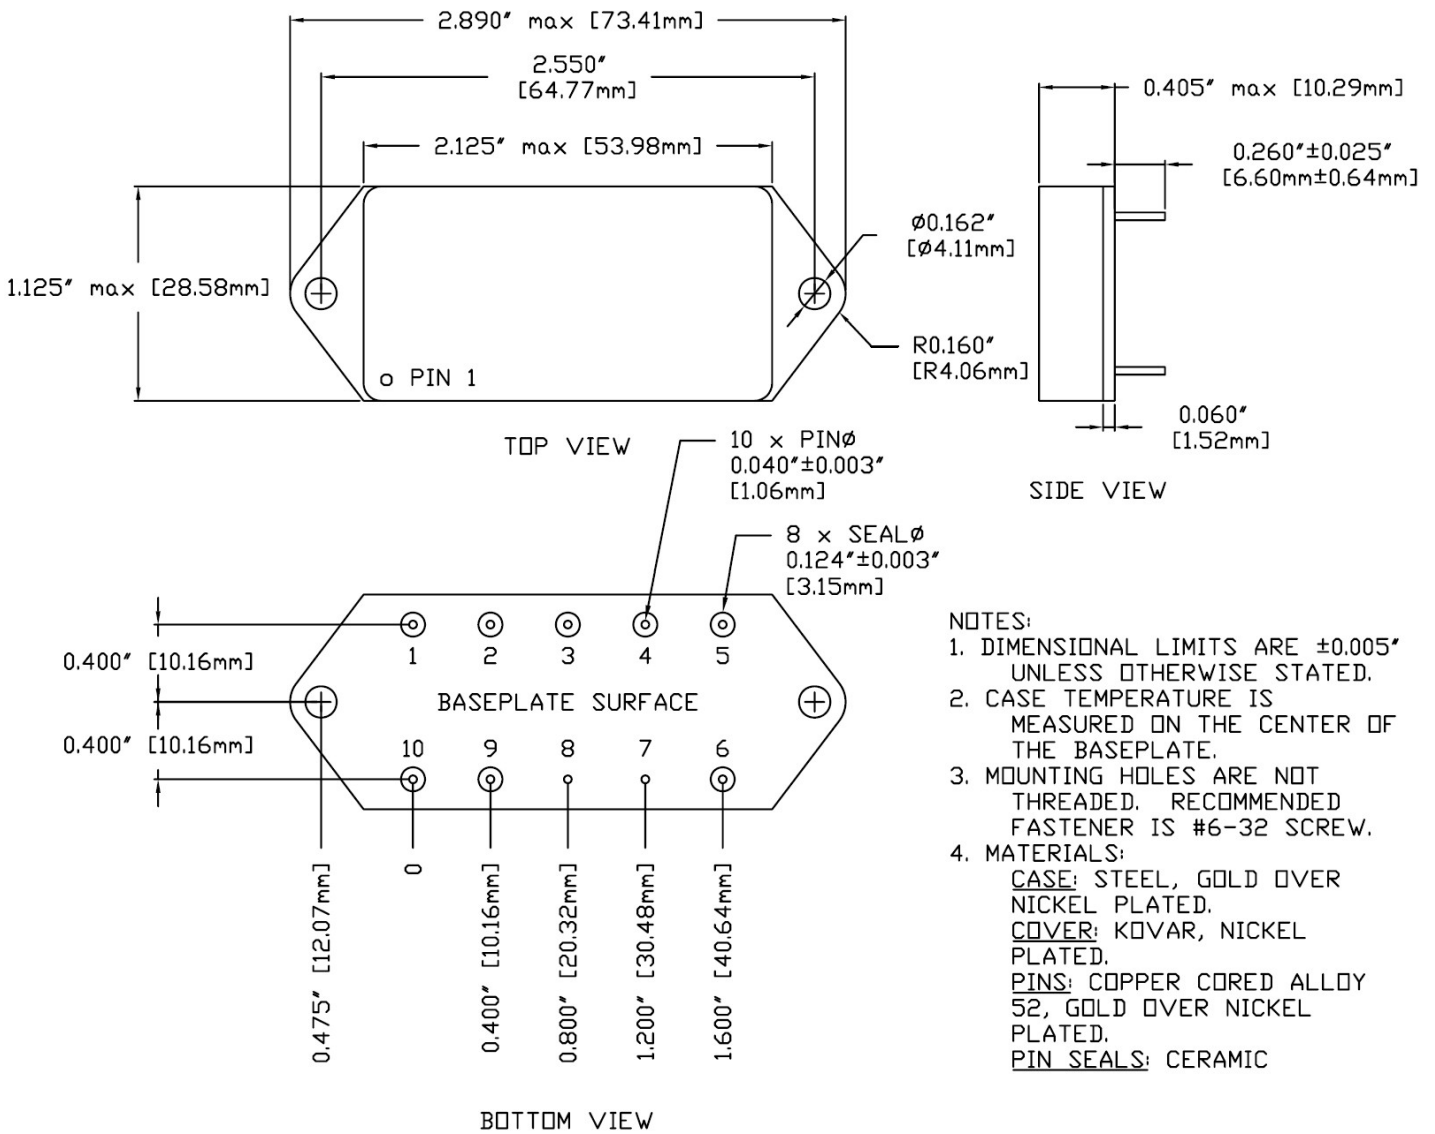 2.890" max [73.41mm]
2.550"
[64.77mm]
2.125" max [53.98mm]
1.125" max [28.58mm]
Ø0.162"
[Ø4.11mm]
R0.160"
[R4.06mm]
PIN 1
TOP VIEW
0.405" max [10.29mm]
0.260"±0.025"
[6.60mm±0.64mm]
0.060"
[1.52mm]
SIDE VIEW
10 x PINØ
0.040"±0.003"
[1.06mm]
8 x SEALØ
0.124"±0.003"
[3.15mm]
0.400" [10.16mm]
0.400" [10.16mm]
1 2 3 4 5
BASEPLATE SURFACE
10 9 8 7 6
0.475" [12.07mm]
0
0.400" [10.16mm]
0.800" [20.32mm]
1.200" [30.48mm]
1.600" [40.64mm]
BOTTOM VIEW
NOTES:
1. DIMENSIONAL LIMITS ARE ±0.005"
UNLESS OTHERWISE STATED.
2. CASE TEMPERATURE IS
MEASURED ON THE CENTER OF
THE BASEPLATE.
3. MOUNTING HOLES ARE NOT
THREADED. RECOMMENDED
FASTENER IS #6-32 SCREW.
4. MATERIALS:
CASE: STEEL, GOLD OVER
NICKEL PLATED.
COVER: KOVAR, NICKEL
PLATED.
PINS: COPPER CORED ALLOY
52, GOLD OVER NICKEL
PLATED.
PIN SEALS: CERAMIC